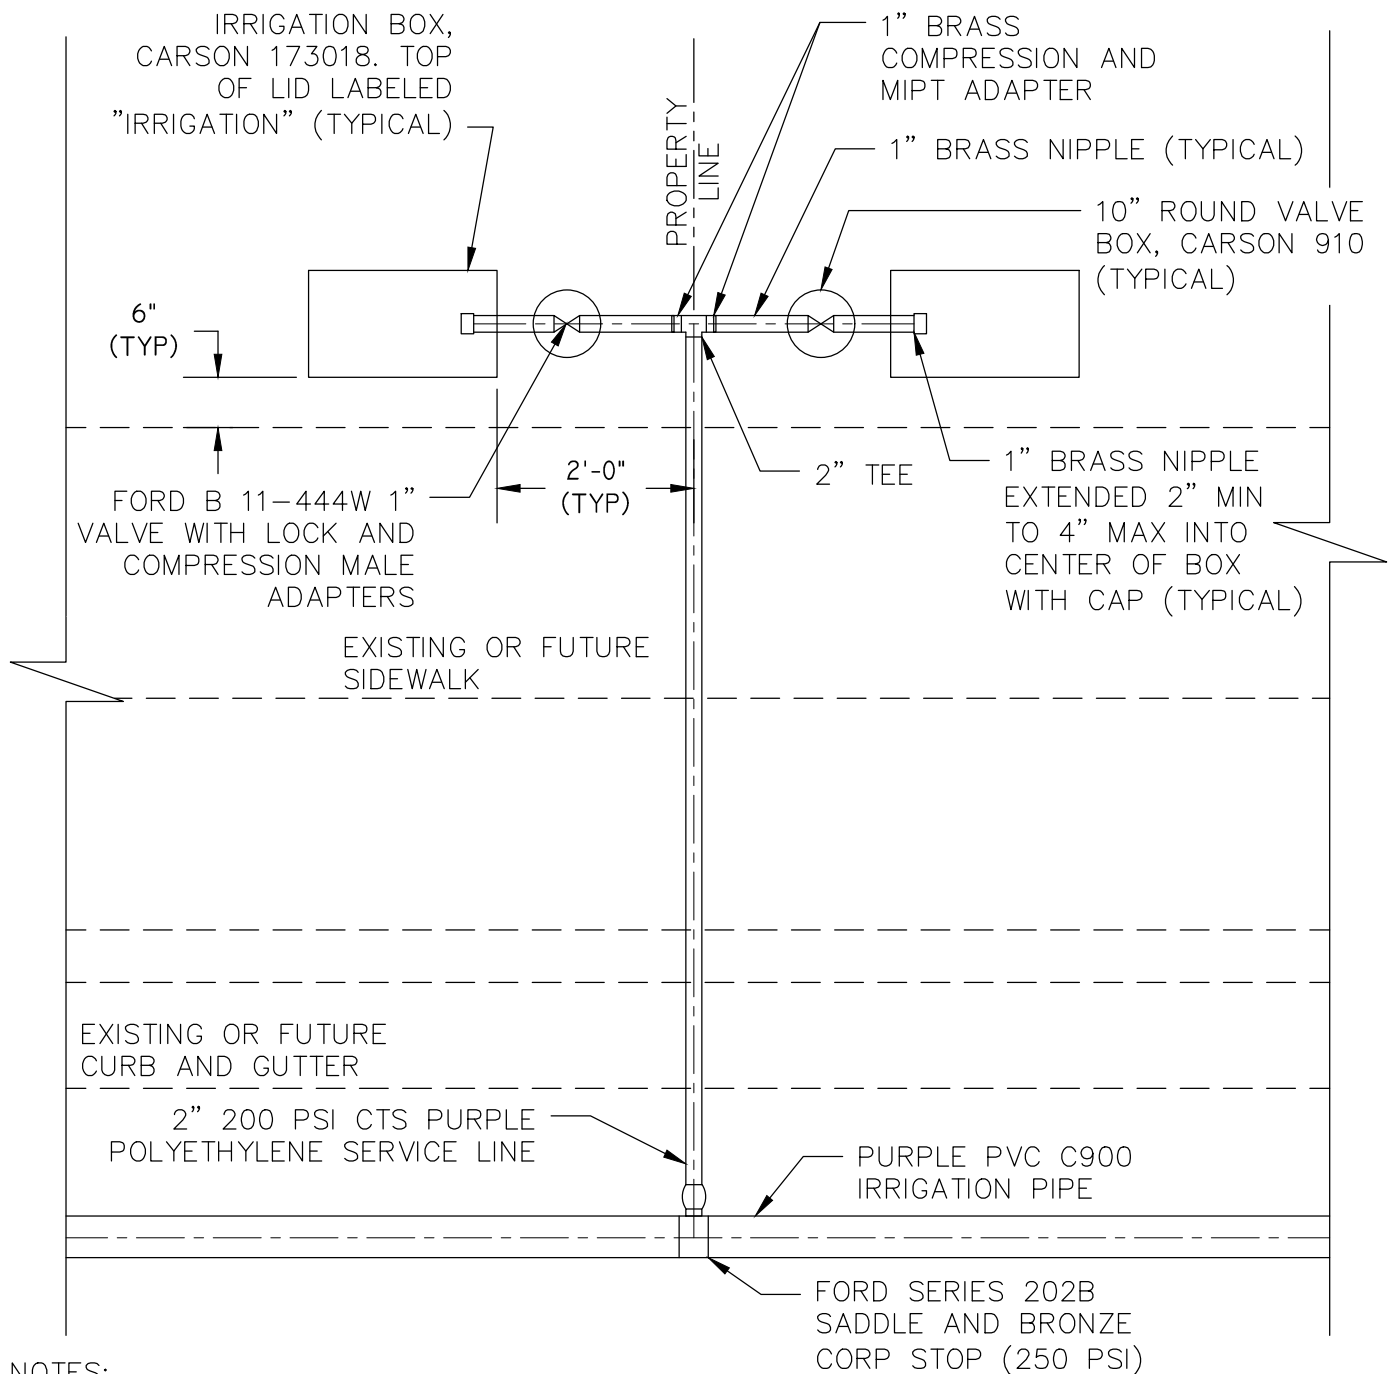 IRRIGATION BOX,
CARSON 173018. TOP
OF LID LABELED
"IRRIGATION" (TYPICAL)
1" BRASS
COMPRESSION AND
MIPT ADAPTER
PROPERTY
LINE
1" BRASS NIPPLE (TYPICAL)
10" ROUND VALVE
BOX, CARSON 910
(TYPICAL)
6"
(TYP)
2'-0"
(TYP)
2" TEE
1" BRASS NIPPLE
EXTENDED 2" MIN
TO 4" MAX INTO
CENTER OF BOX
WITH CAP (TYPICAL)
FORD B 11-444W 1"
VALVE WITH LOCK AND
COMPRESSION MALE
ADAPTERS
EXISTING OR FUTURE
SIDEWALK
EXISTING OR FUTURE
CURB AND GUTTER
2" 200 PSI CTS PURPLE
POLYETHYLENE SERVICE LINE
PURPLE PVC C900
IRRIGATION PIPE
FORD SERIES 202B
SADDLE AND BRONZE
CORP STOP (250 PSI)
NOTES: